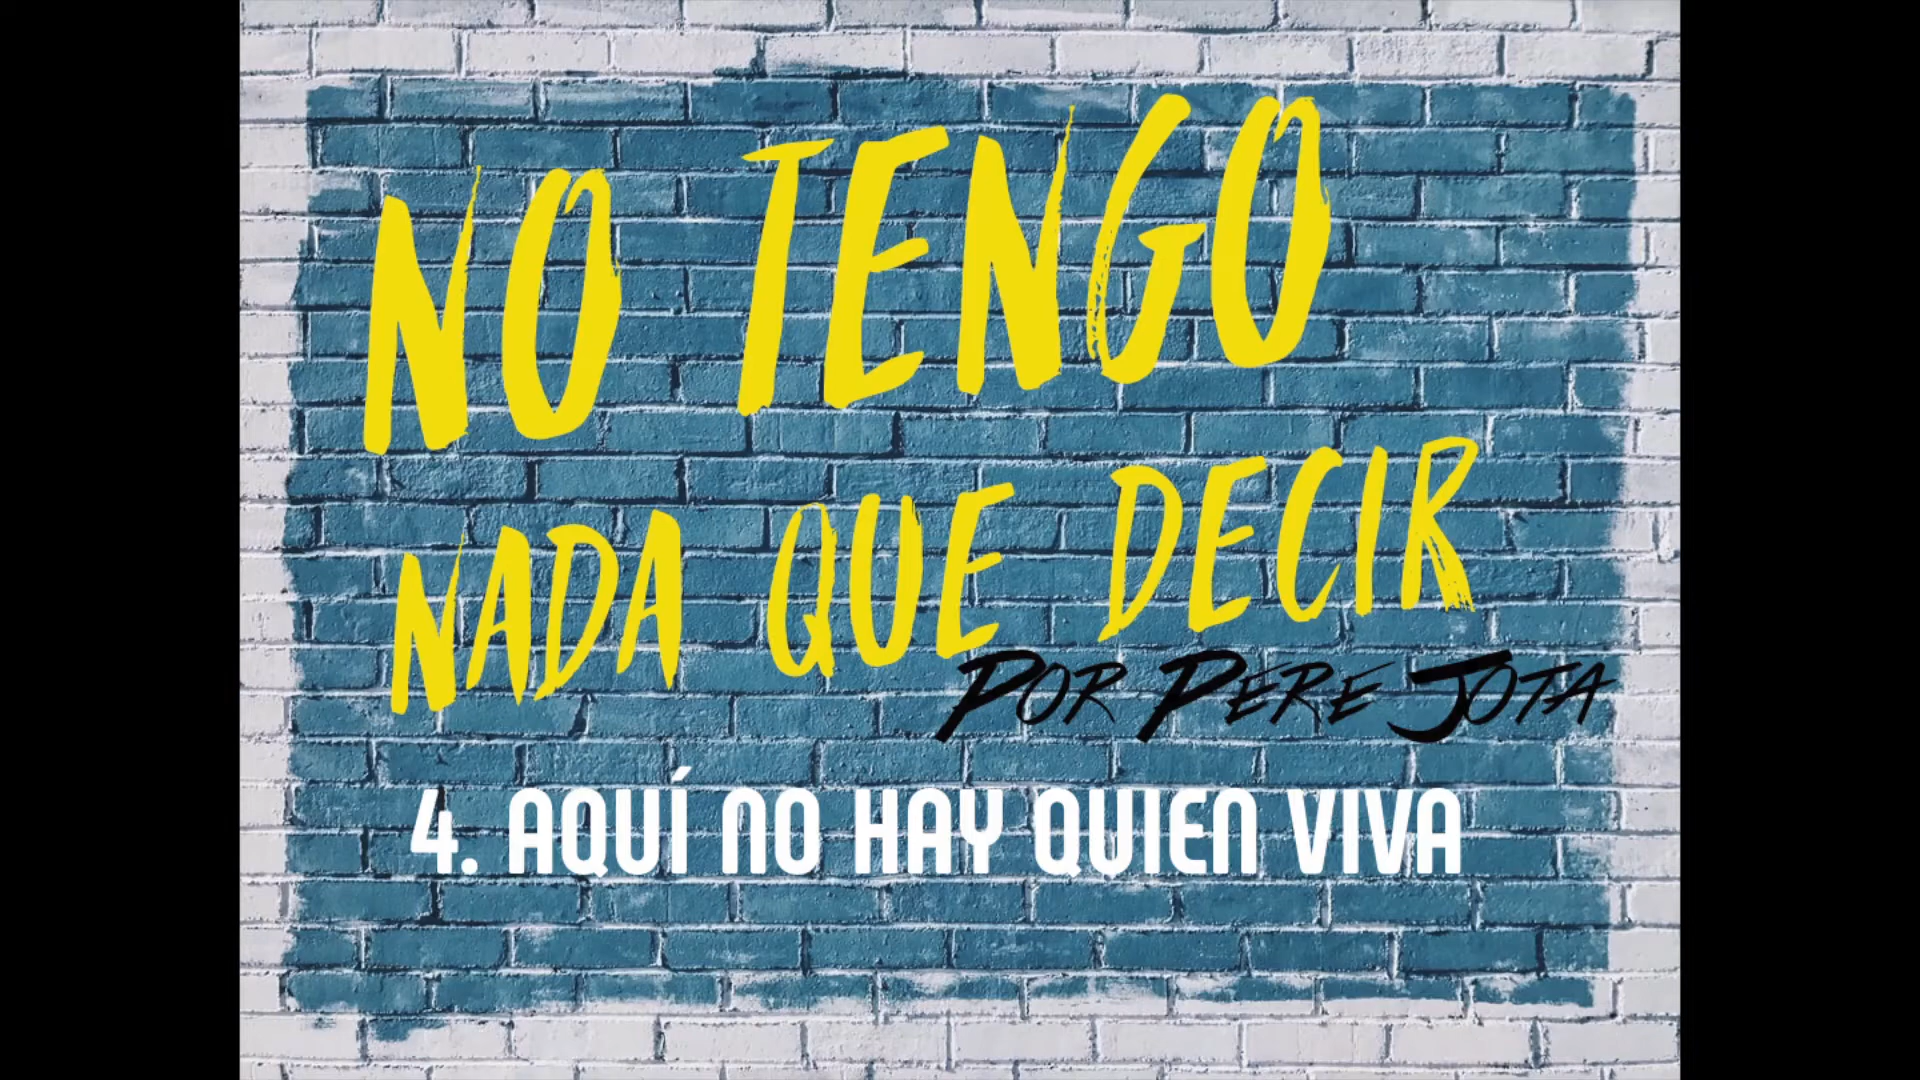 NO TENGO
NADA QUE DECIR
POR PERE JOTA
4. AQUÍ NO HAY QUIEN VIVA